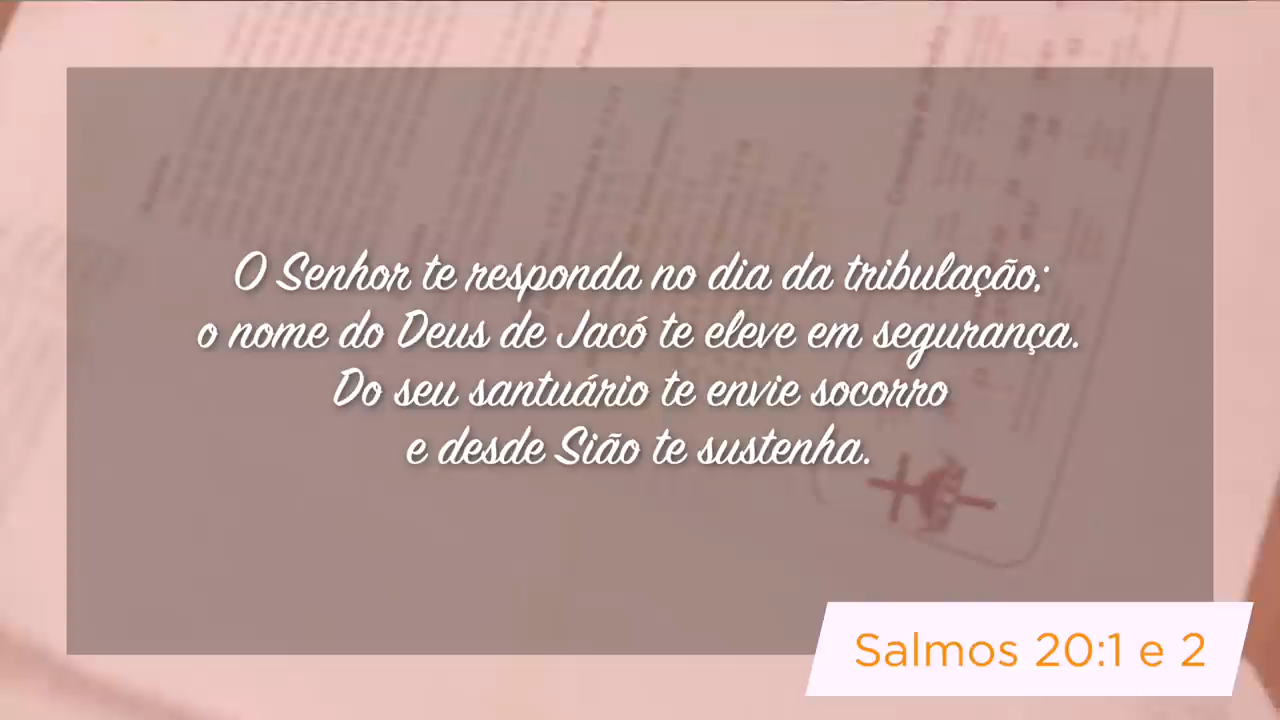 O Senhor te responda no dia da tribulação;
o nome do Deus de Jacó te eleve em segurança.
Do seu santuário te envie socorro
e desde Sião te sustenha.
Salmos 20:1 e 2